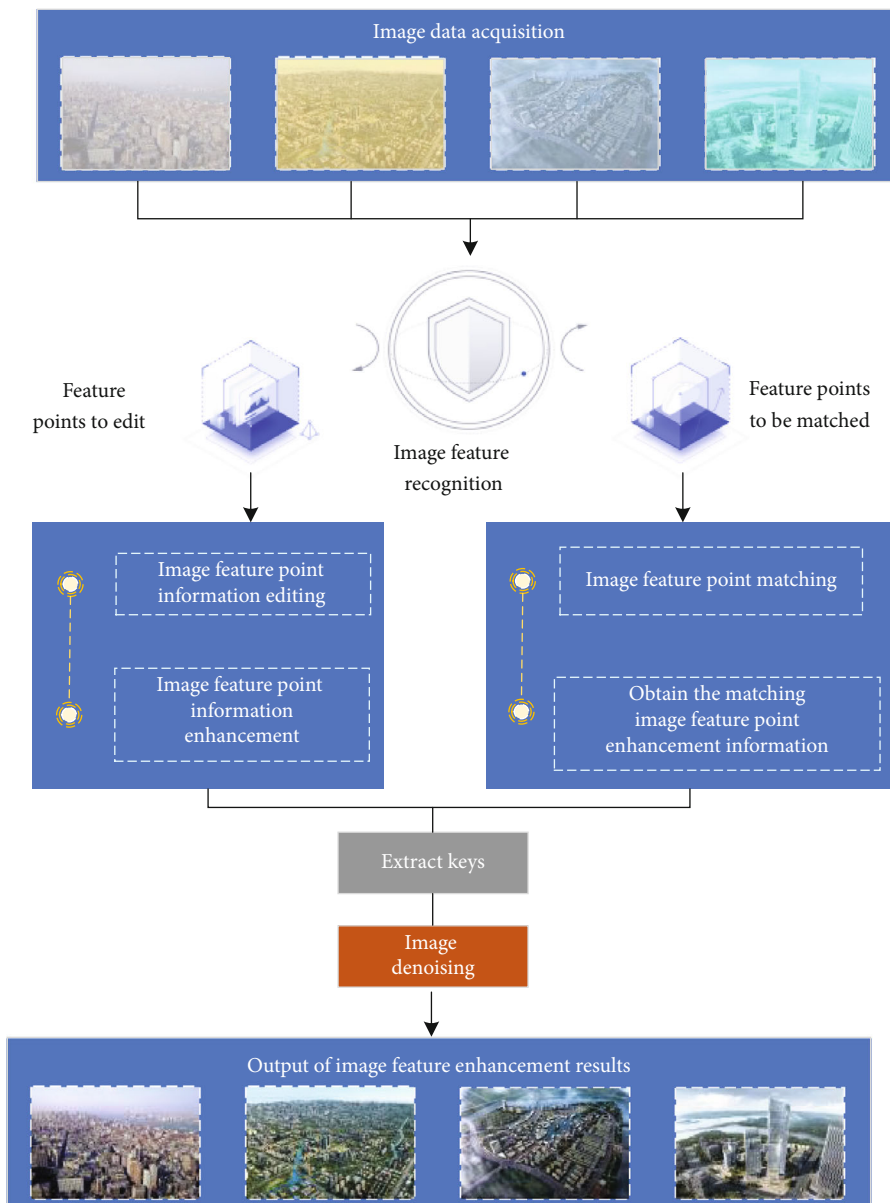 Image data acquisition
Feature
points to edit
Image feature
recognition
Feature points
to be matched
Image feature point
information editing
Image feature point
information
enhancement
Image feature point matching
Obtain the matching
image feature point
enhancement information
Extract keys
Image
denoising
Output of image feature enhancement results